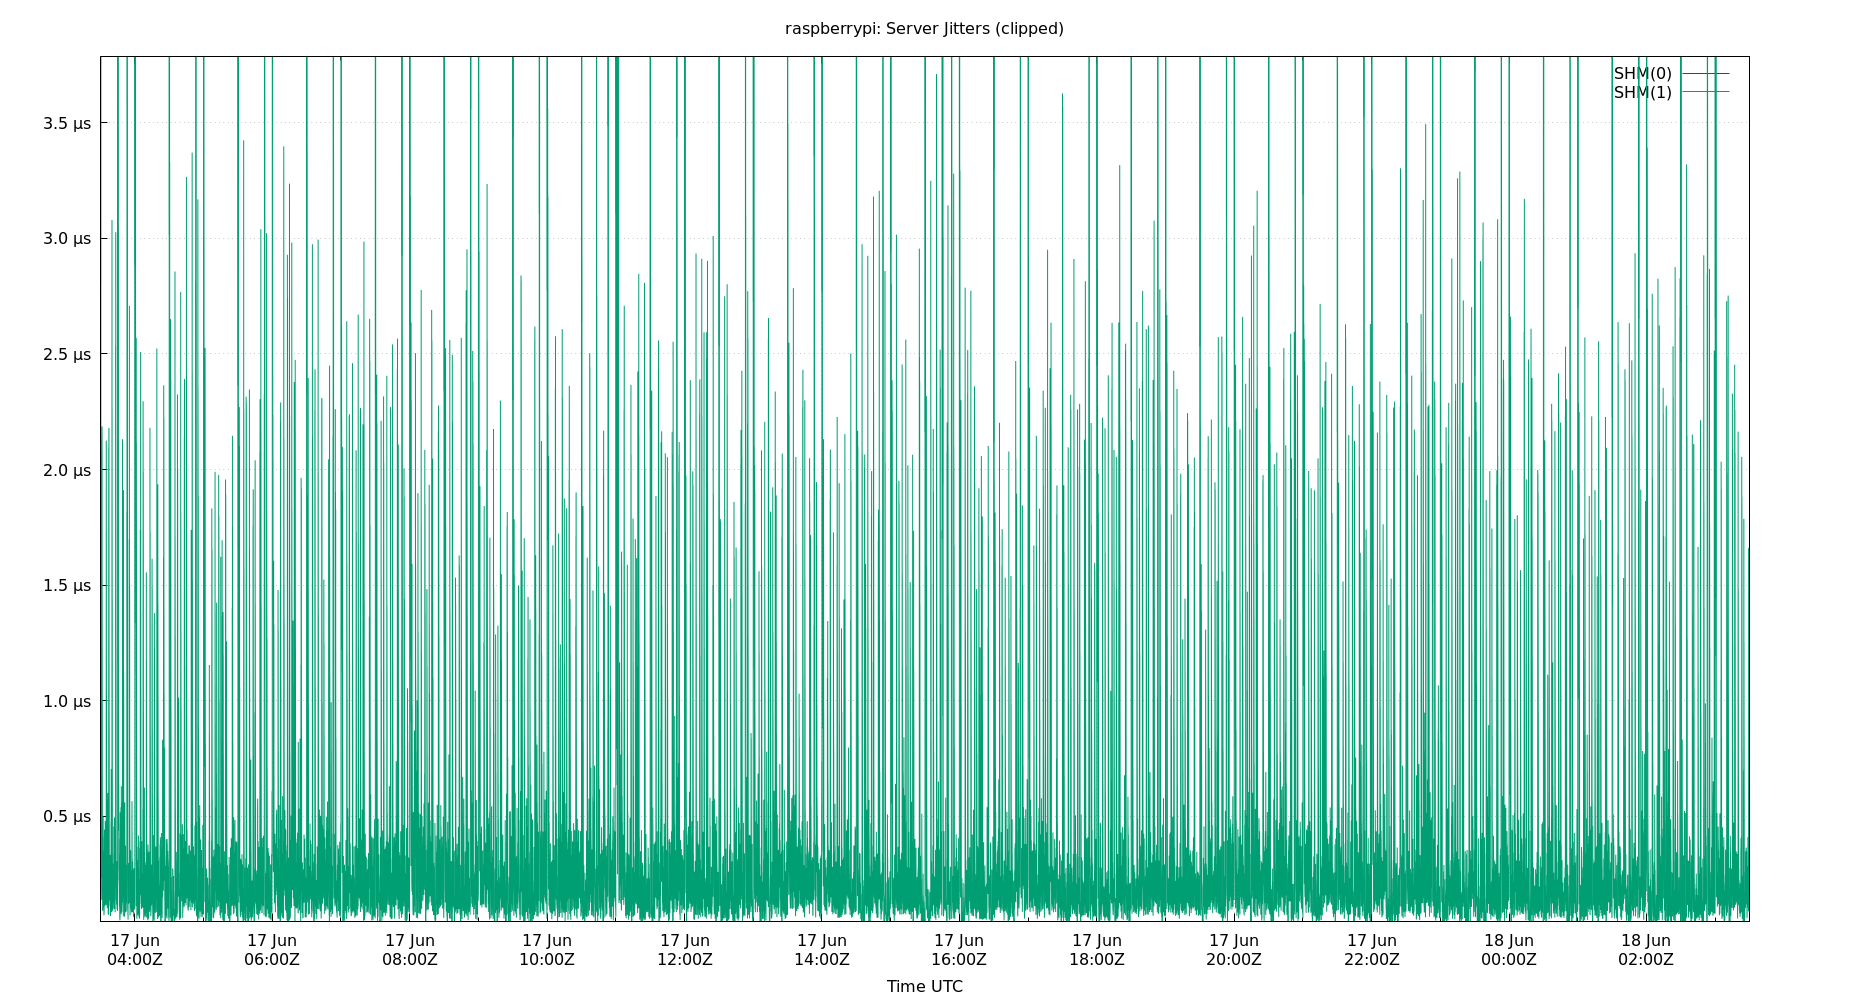 raspberrypi: Server Jitters (clipped)
SHM(0)
SHM(1)
3.5 µs
3.0 µs
2.5 µs
2.0 µs
1.5 µs
1.0 µs
0.5 µs
17 Jun 17 Jun 17 Jun 17 Jun 17 Jun 17 Jun 17 Jun 17 Jun 17 Jun 17 Jun 18 Jun 18 Jun
04:00Z 06:00Z 08:00Z 10:00Z 12:00Z 14:00Z 16:00Z 18:00Z 20:00Z 22:00Z 00:00Z 02:00Z
Time UTC